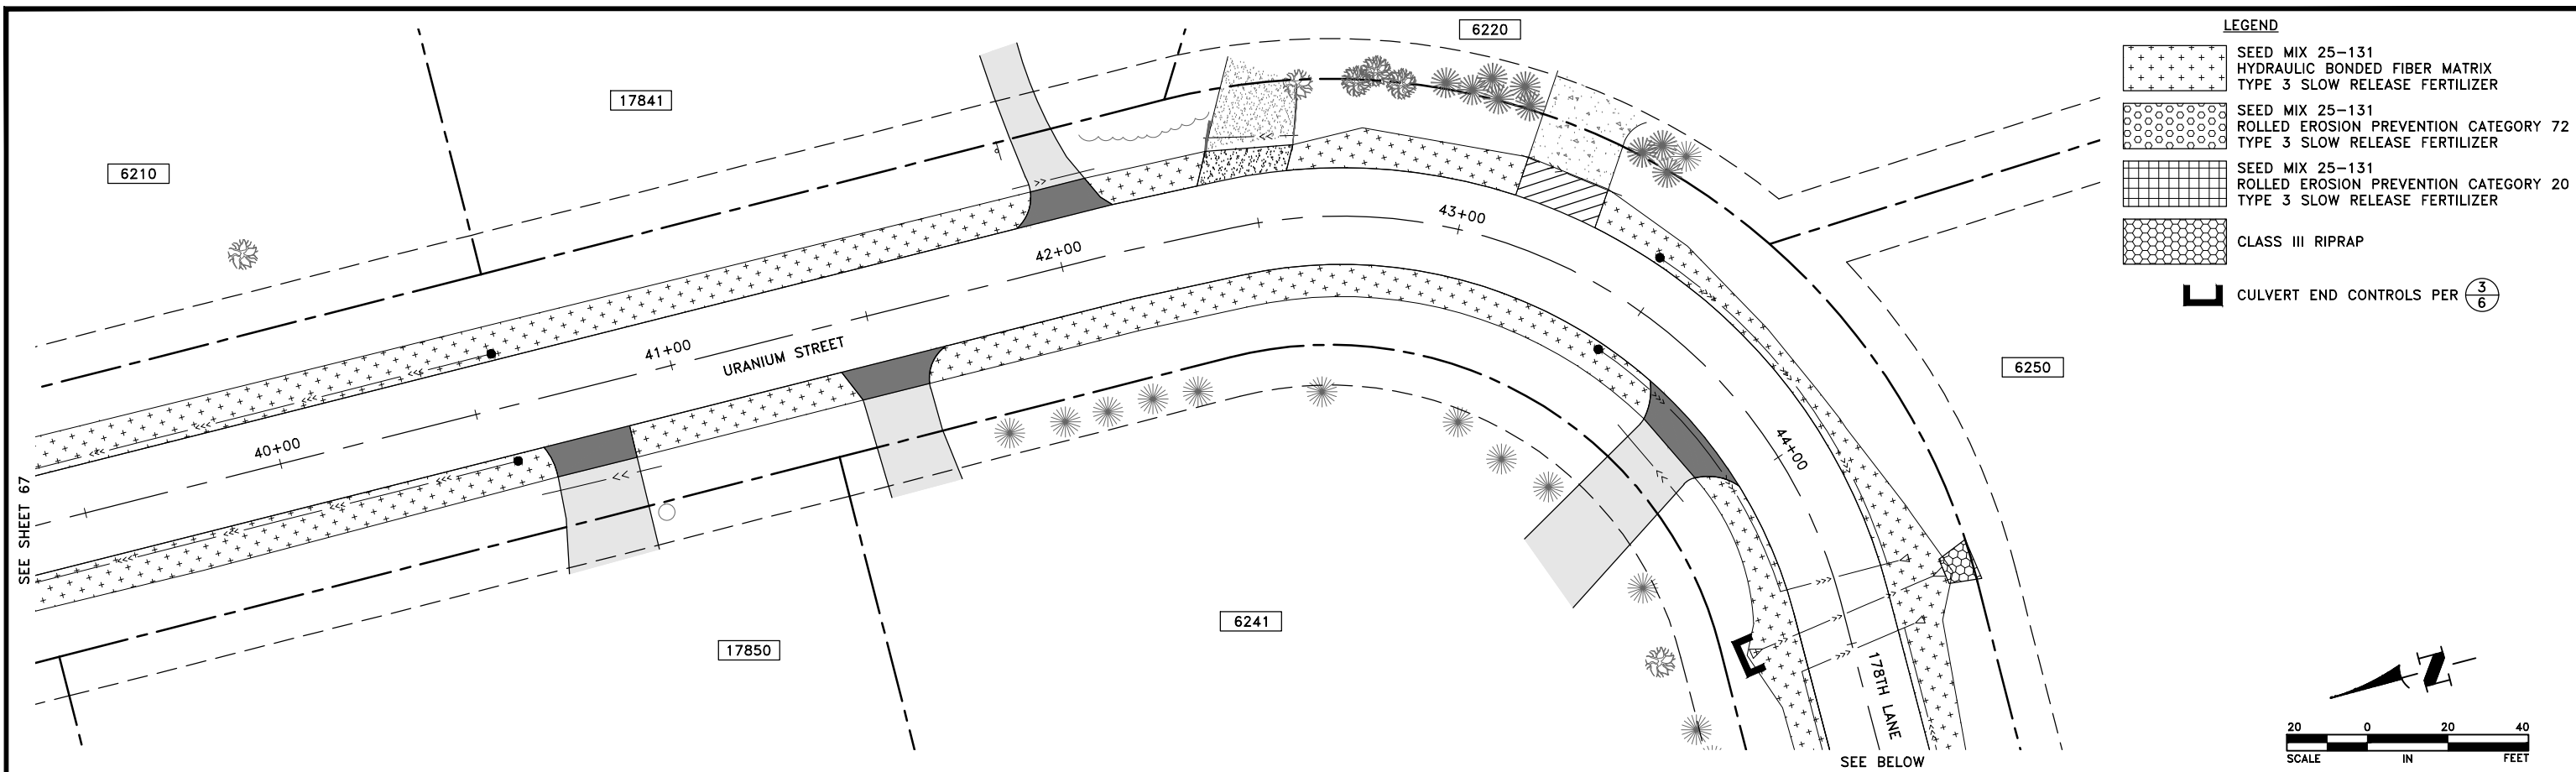 LEGEND
SEED MIX 25-131
HYDRAULIC BONDED FIBER MATRIX
TYPE 3 SLOW RELEASE FERTILIZER
SEED MIX 25-131
ROLLED EROSION PREVENTION CATEGORY 72
TYPE 3 SLOW RELEASE FERTILIZER
SEED MIX 25-131
ROLLED EROSION PREVENTION CATEGORY 20
TYPE 3 SLOW RELEASE FERTILIZER
CLASS III RIPRAP
CULVERT END CONTROLS PER 3
6
6220
17841
6210
43+00
42+00
41+00
URANIUM STREET
40+00
44+00
6250
SEE SHEET 67
6241
17850
178TH LANE
SEE BELOW
N
20 0 20 40
SCALE IN FEET